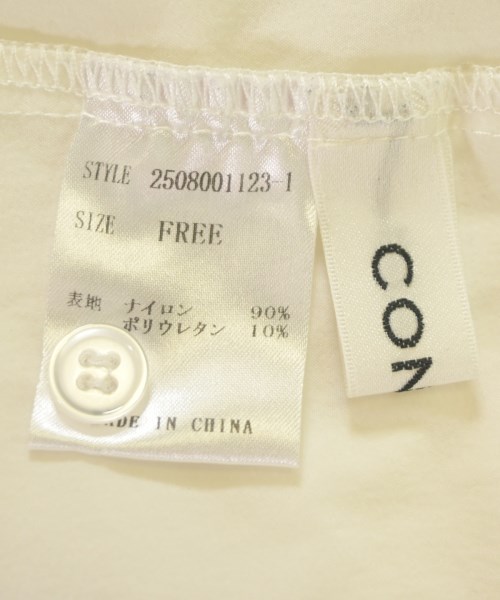 STYLE 2508001123-1
SIZE FREE
表地 ナイロン 90%
ポリウレタン 10%
MADE IN CHINA
CON